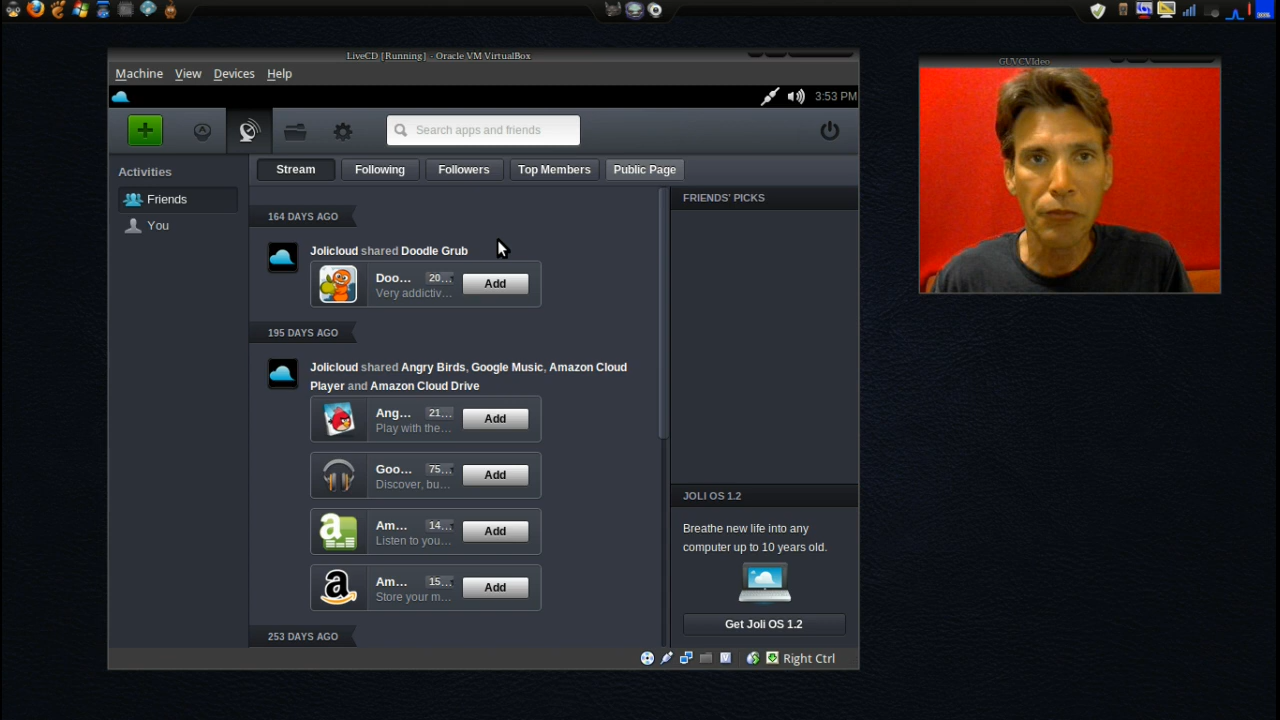 LiveCD [Running] - Oracle VM VirtualBox
Machine View Devices Help
3:53 PM
Search apps and friends
Activities
Friends
You
Stream Following Followers Top Members Public Page
164 DAYS AGO
Jolicloud shared Doodle Grub
Doo... 20... Add
Very addictiv...
195 DAYS AGO
Jolicloud shared Angry Birds, Google Music, Amazon Cloud
Player and Amazon Cloud Drive
Ang... 21... Add
Play with the...
Goo... 75... Add
Discover, bu...
Am... 14... Add
Listen to you...
Am... 15... Add
Store your m...
253 DAYS AGO
FRIENDS' PICKS
JOLI OS 1.2
Breathe new life into any
computer up to 10 years old.
Get Joli OS 1.2
Right Ctrl
GUVCVIdeo